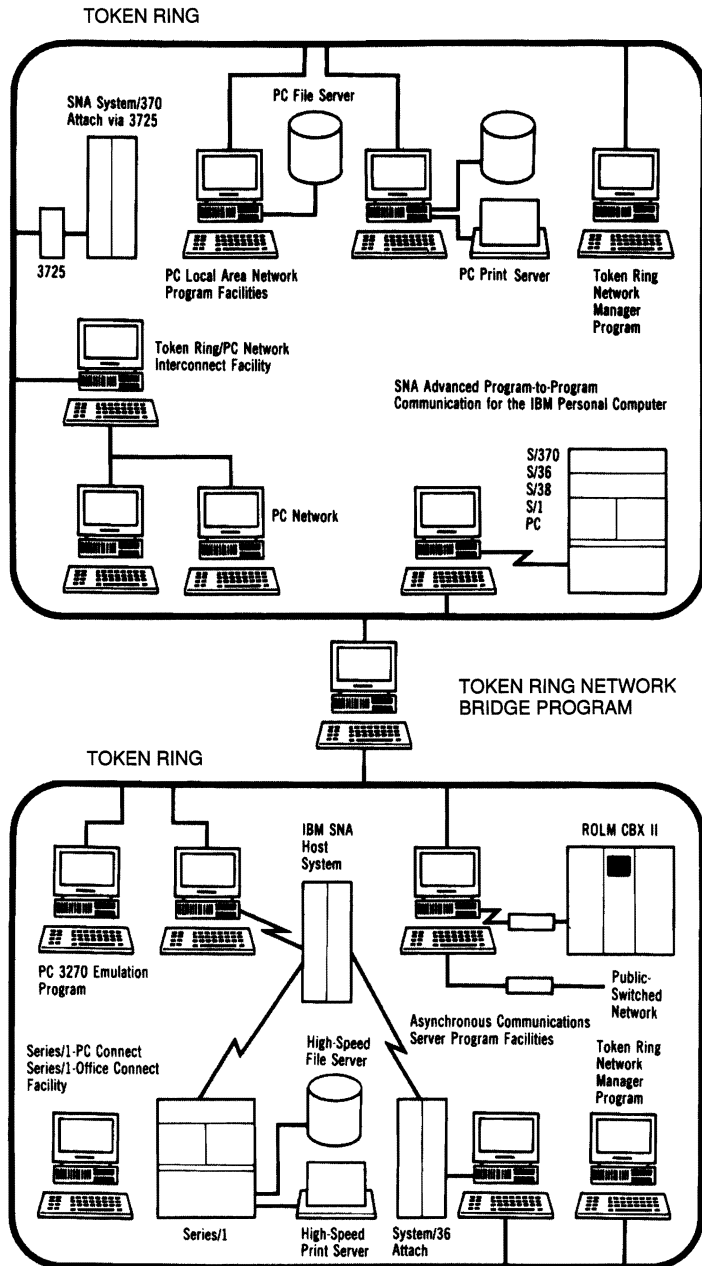 TOKEN RING
SNA System/370
Attach via 3725
PC File Server
3725
PC Local Area Network
Program Facilities
PC Print Server
Token Ring
Network
Manager
Program
Token Ring/PC Network
Interconnect Facility
SNA Advanced Program-to-Program
Communication for the IBM Personal Computer
S/370
S/36
S/38
S/1
PC
PC Network
TOKEN RING NETWORK
BRIDGE PROGRAM
TOKEN RING
IBM SNA
Host
System
ROLM CBX II
PC 3270 Emulation
Program
Public-
Switched
Network
Asynchronous Communications
Server Program Facilities
Series/1-PC Connect
Series/1-Office Connect
Facility
High-Speed
File Server
Token Ring
Network
Manager
Program
Series/1
High-Speed
Print Server
System/36
Attach